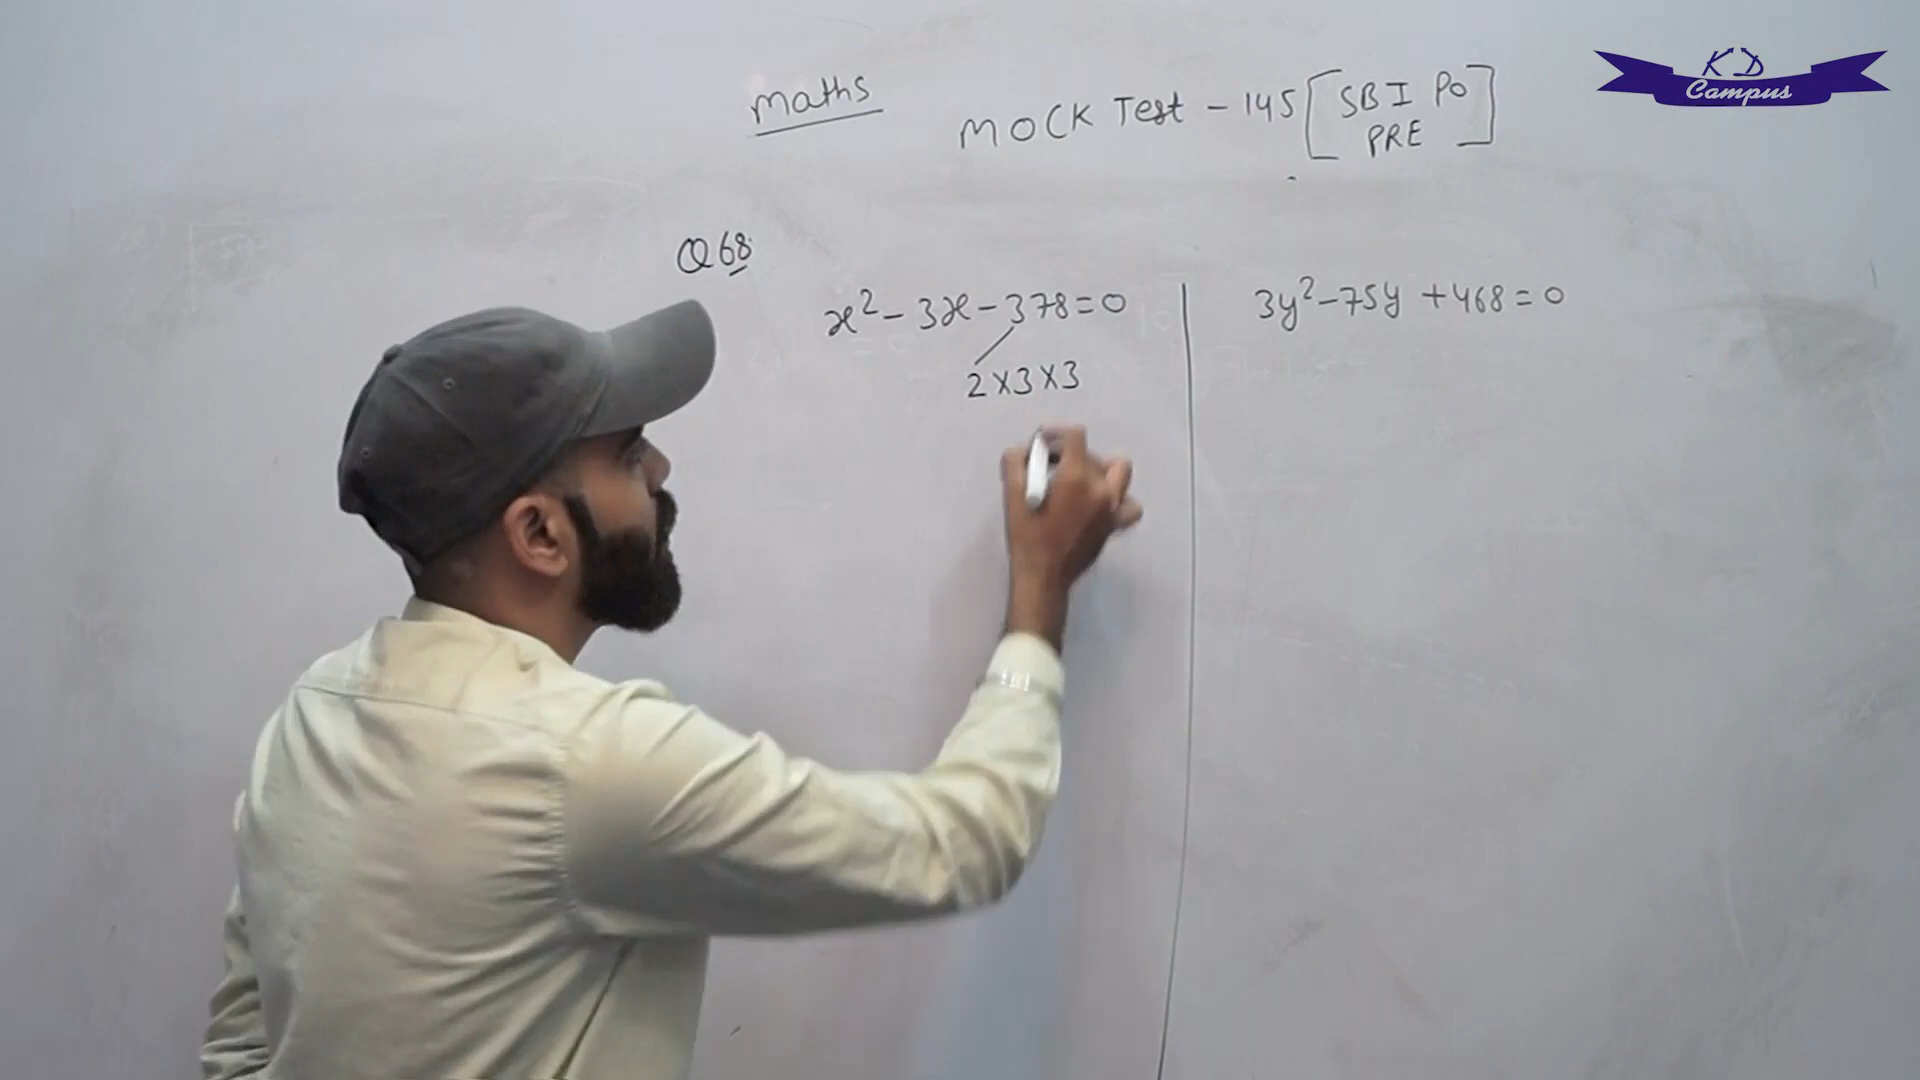 Maths
MOCK Test - 145 [SBI PO PRE]
KD Campus
Q68
x² - 3x - 378 = 0
3y² - 75y + 468 = 0
2 x 3 x 3